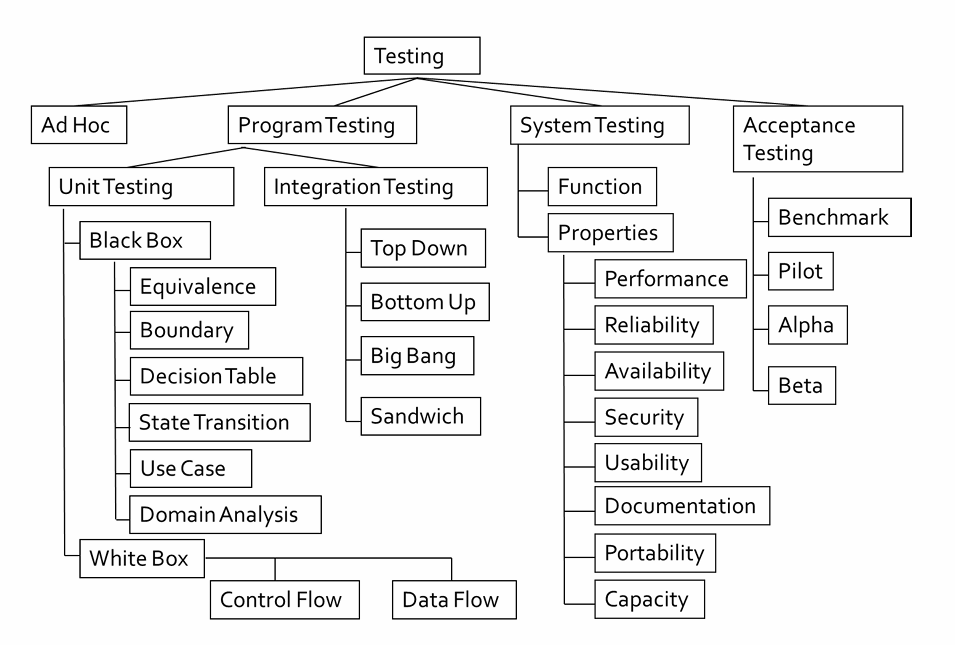 Testing
Ad Hoc
Program Testing
System Testing
Acceptance
Testing
Unit Testing
Integration Testing
Black Box
Equivalence
Boundary
Decision Table
State Transition
Use Case
Domain Analysis
White Box
Control Flow
Data Flow
Top Down
Bottom Up
Big Bang
Sandwich
Function
Properties
Performance
Reliability
Availability
Security
Usability
Documentation
Portability
Capacity
Benchmark
Pilot
Alpha
Beta